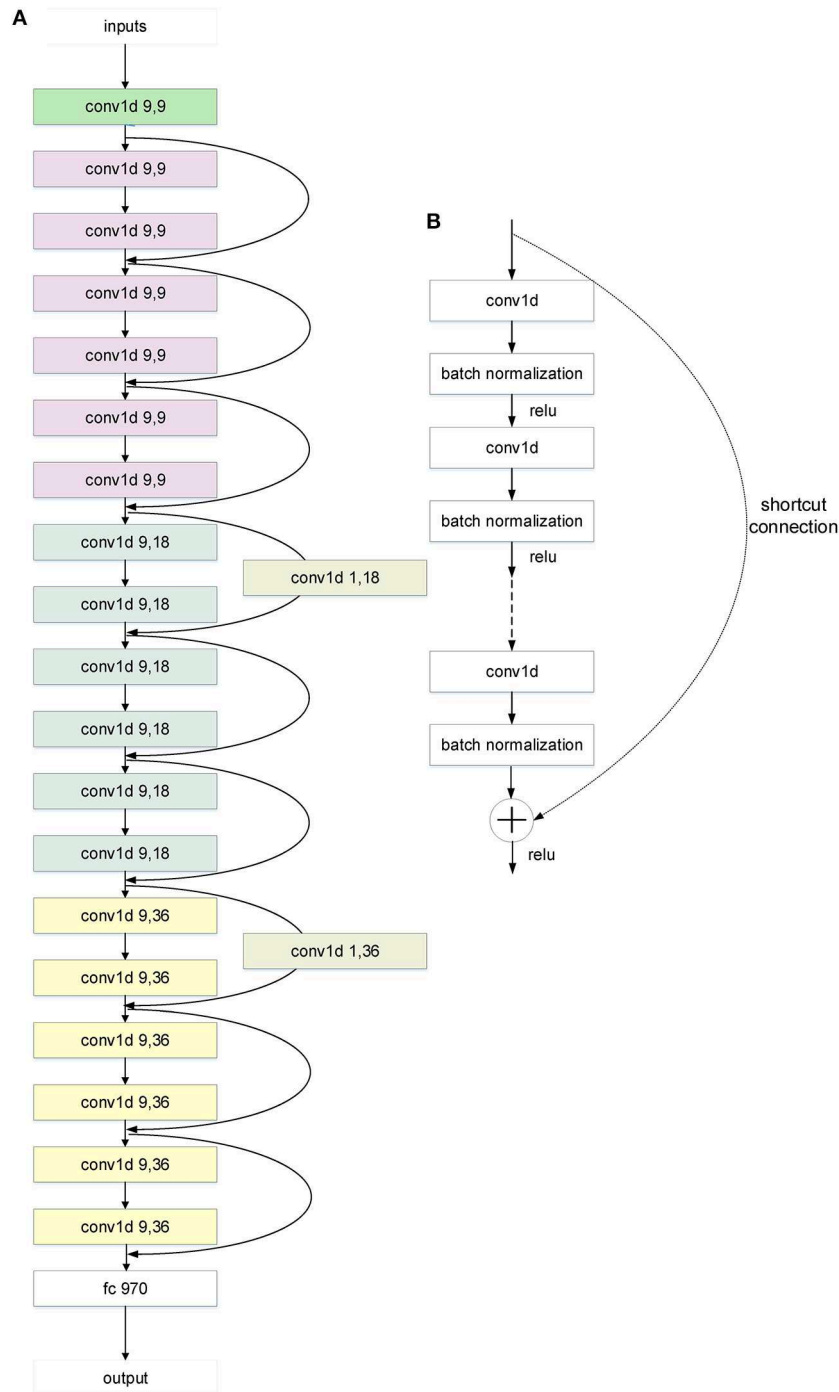 A
inputs
conv1d 9,9
conv1d 9,9
conv1d 9,9
conv1d 9,9
conv1d 9,9
conv1d 9,9
conv1d 9,9
conv1d 9,18
conv1d 1,18
conv1d 9,18
conv1d 9,18
conv1d 9,18
conv1d 9,18
conv1d 9,18
conv1d 9,36
conv1d 1,36
conv1d 9,36
conv1d 9,36
conv1d 9,36
conv1d 9,36
conv1d 9,36
fc 970
output
B
conv1d
batch normalization
relu
conv1d
batch normalization
relu
conv1d
batch normalization
relu
shortcut
connection